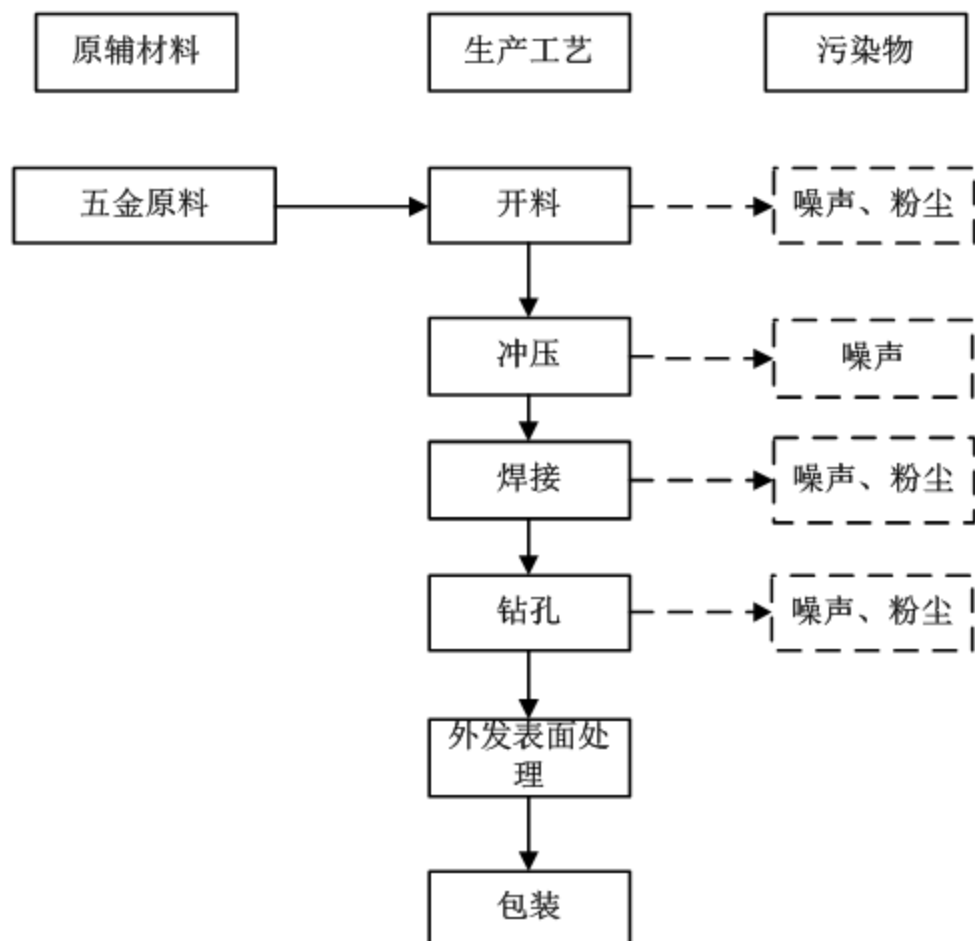 原辅材料
生产工艺
污染物
五金原料
开料
噪声、粉尘
冲压
噪声
焊接
噪声、粉尘
钻孔
噪声、粉尘
外发表面处
理
包装